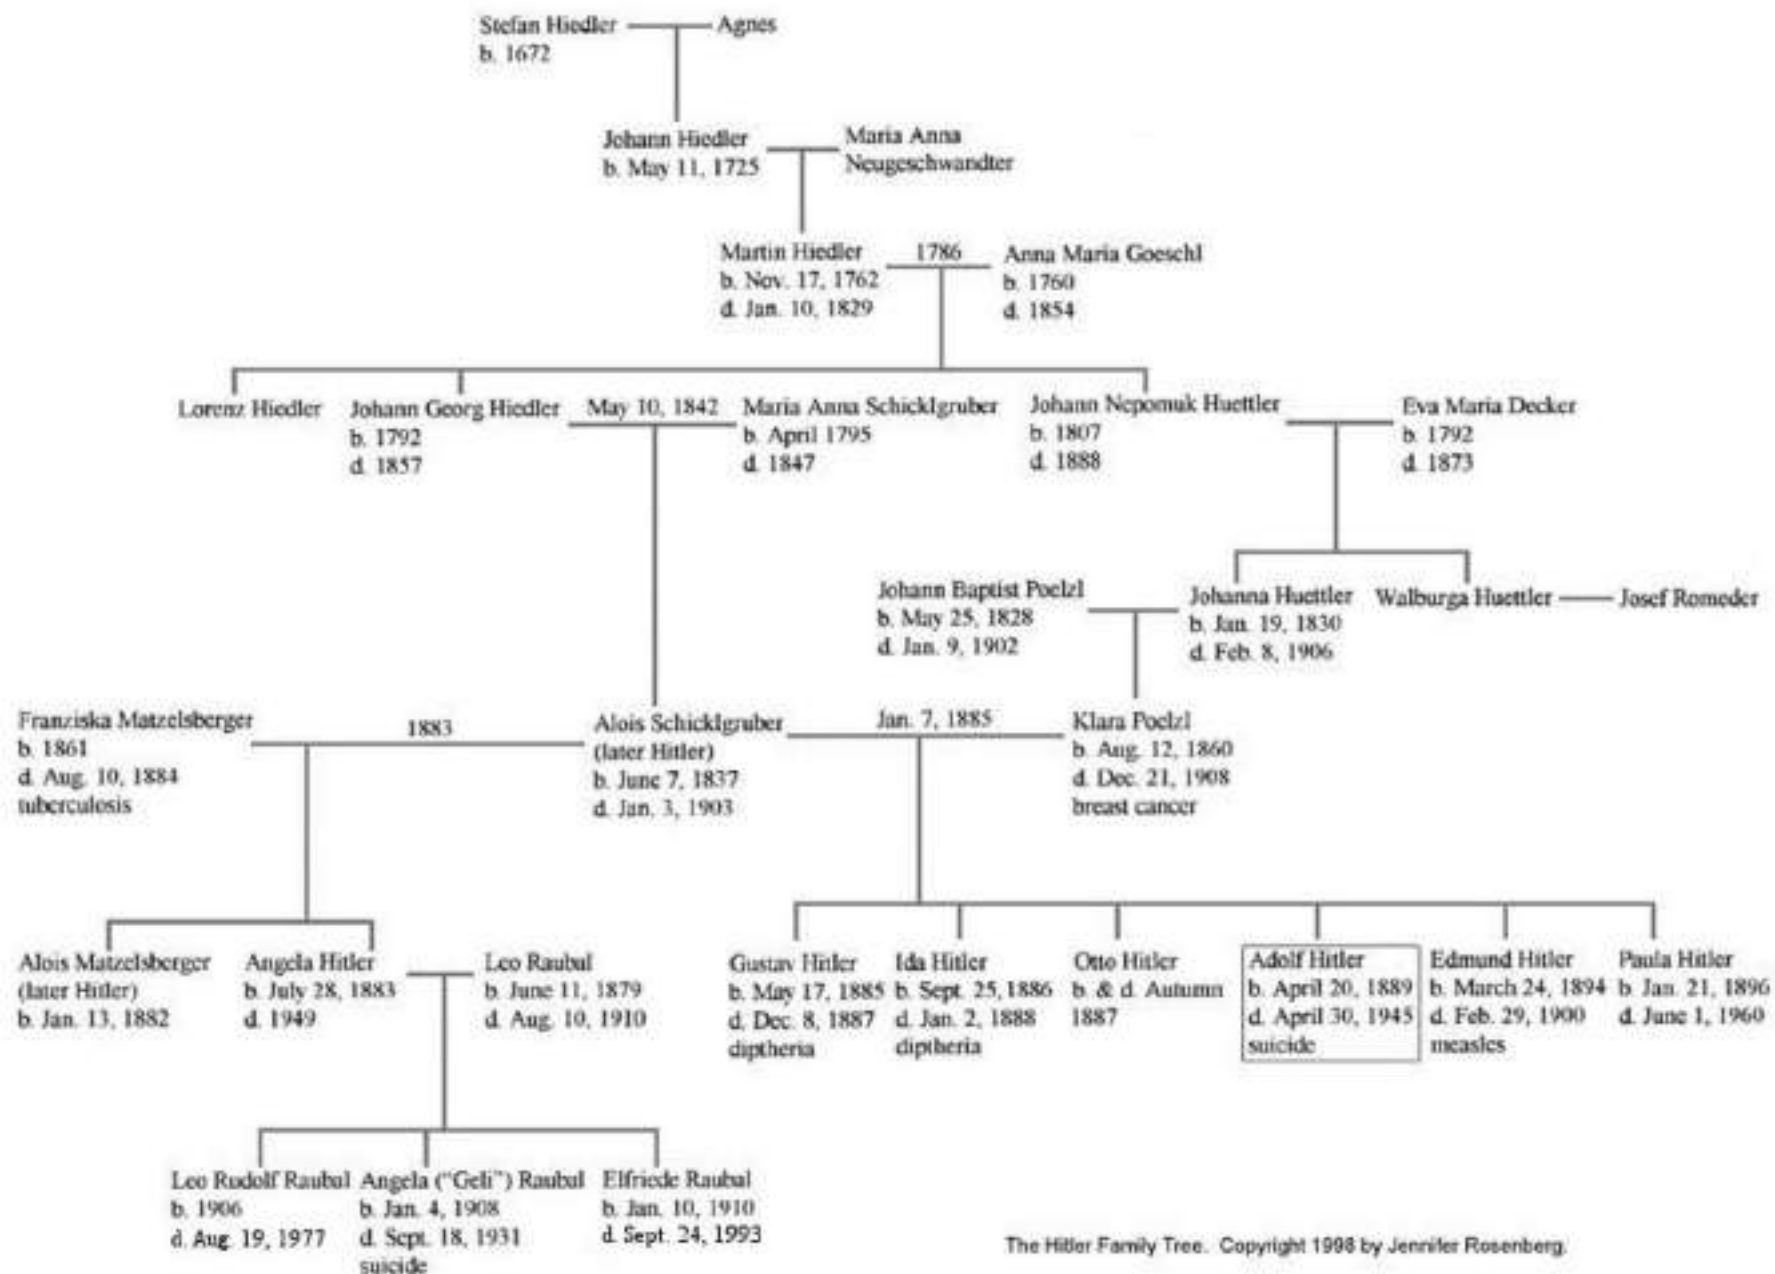 Stefan Hiedler
b. 1672
Agnes
Johann Hiedler
b. May 11, 1725
Maria Anna
Neugeschwandter
Martin Hiedler
b. Nov. 17, 1762
d. Jan. 10, 1829
1786
Anna Maria Goeschl
b. 1760
d. 1854
Lorenz Hiedler
Johann Georg Hiedler
b. 1792
d. 1857
May 10, 1842
Maria Anna Schicklgruber
b. April 1795
d. 1847
Johann Nepomuk Huettler
b. 1807
d. 1888
Eva Maria Decker
b. 1792
d. 1873
Johann Baptist Poelzl
b. May 25, 1828
d. Jan. 9, 1902
Johanna Huettler
b. Jan. 19, 1830
d. Feb. 8, 1906
Walburga Huettler
Josef Romeder
Franziska Matzelsberger
b. 1861
d. Aug. 10, 1884
tuberculosis
1883
Alois Schicklgruber
(later Hitler)
b. June 7, 1837
d. Jan. 3, 1903
Jan. 7, 1885
Klara Poelzl
b. Aug. 12, 1860
d. Dec. 21, 1908
breast cancer
Alois Matzelsberger
(later Hitler)
b. Jan. 13, 1882
Angela Hitler
b. July 28, 1883
d. 1949
Leo Raubal
b. June 11, 1879
d. Aug. 10, 1910
Gustav Hitler
b. May 17, 1885
d. Dec. 8, 1887
diptheria
Ida Hitler
b. Sept. 25, 1886
d. Jan. 2, 1888
diptheria
Otto Hitler
b. & d. Autumn
1887
Adolf Hitler
b. April 20, 1889
d. April 30, 1945
suicide
Edmund Hitler
b. March 24, 1894
d. Feb. 29, 1900
measles
Paula Hitler
b. Jan. 21, 1896
d. June 1, 1960
Leo Rudolf Raubal
b. 1906
d. Aug. 19, 1977
Angela ("Geli") Raubal
b. Jan. 4, 1908
d. Sept. 18, 1931
suicide
Elfriede Raubal
b. Jan. 10, 1910
d. Sept. 24, 1993
The Hitler Family Tree. Copyright 1998 by Jennifer Rosenberg.